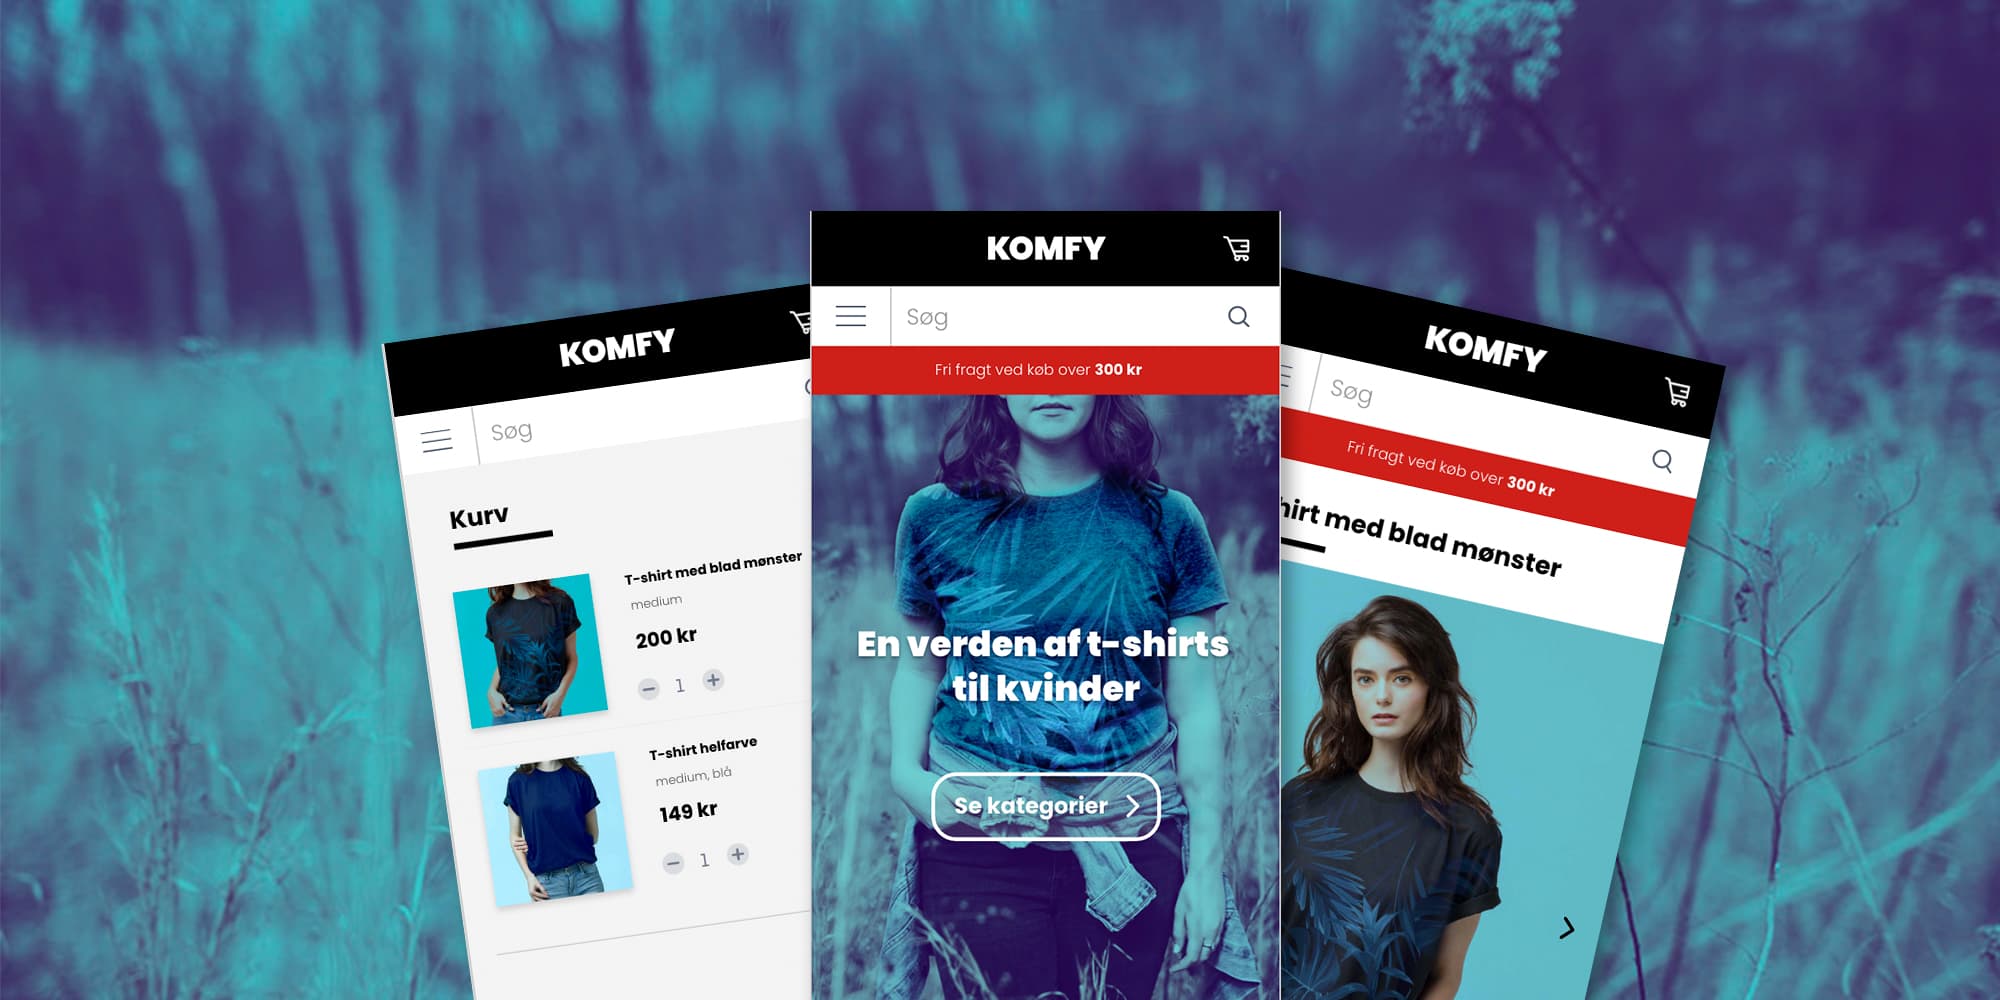 KOMFY
Søg
Kurv
T-shirt med blad mønster
medium
200 kr
1
T-shirt helfarve
medium, blå
149 kr
1
KOMFY
Søg
Fri fragt ved køb over 300 kr
En verden af t-shirts
til kvinder
Se kategorier
KOMFY
Søg
Fri fragt ved køb over 300 kr
hirt med blad mønster